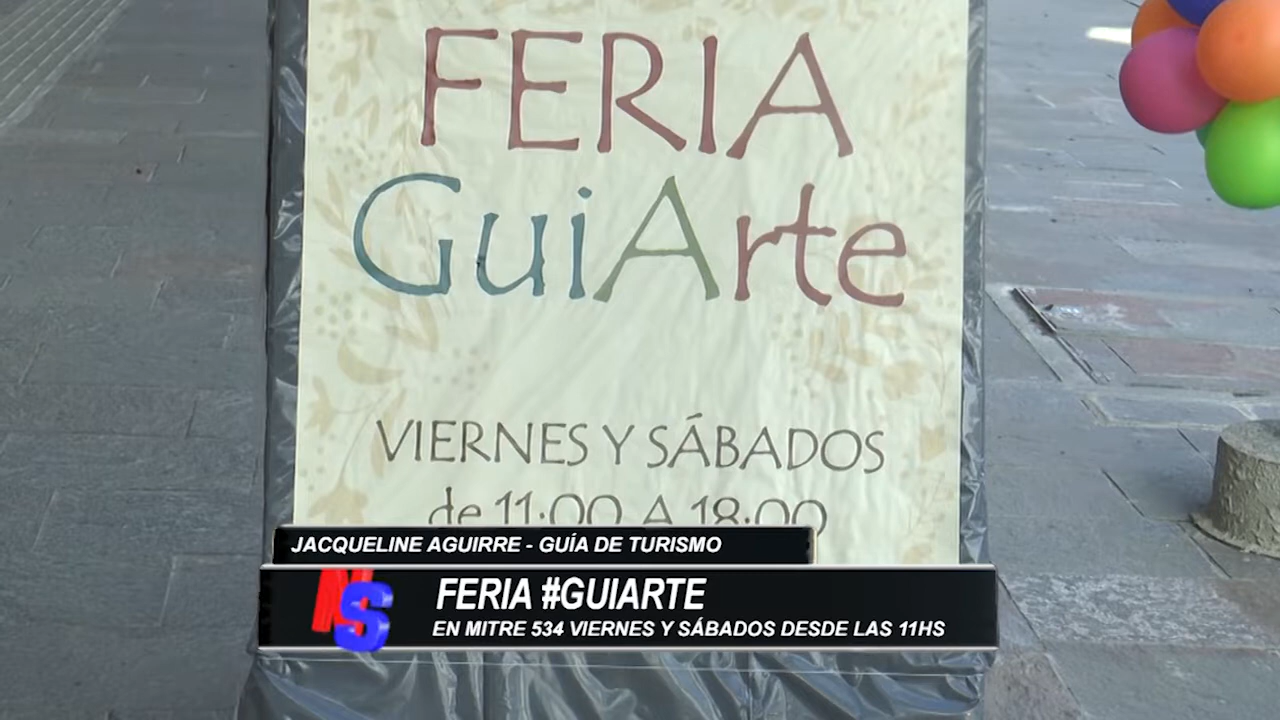 FERIA
GuiArte
VIERNES Y SÁBADOS
de 11:00 A 18:00
JACQUELINE AGUIRRE - GUÍA DE TURISMO
NS
FERIA #GUIARTE
EN MITRE 534 VIERNES Y SÁBADOS DESDE LAS 11HS